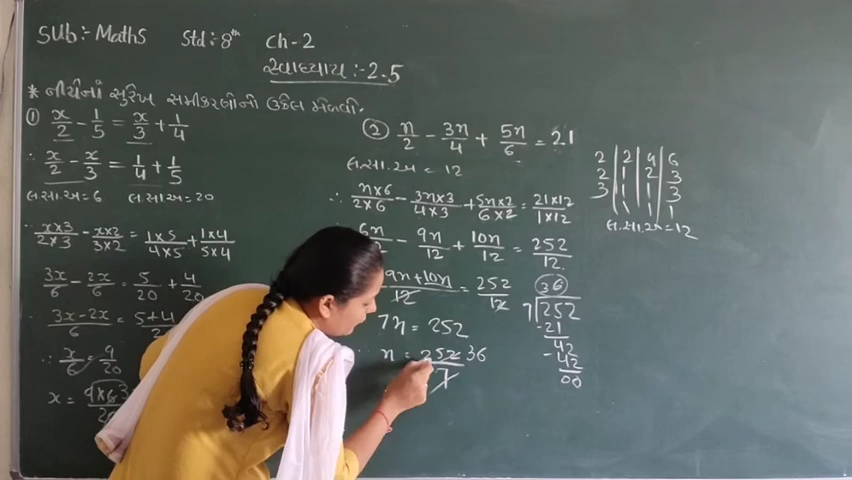 Sub:- Maths Std:- 8th Ch-2
સ્વાધ્યાય :- 2.5
* નીચેનાં સુરેખ સમીકરણોનો ઉકેલ મેળવો.
① x/2 - 1/5 = x/3 + 1/4
∴ x/2 - x/3 = 1/4 + 1/5
લ.સા.અ = 6 લ.સા.અ = 20
∴ x×3/2×3 - x×2/3×2 = 1×5/4×5 + 1×4/5×4
3x/6 - 2x/6 = 5/20 + 4/20
3x-2x/6 = 5+4/2
∴ x/6 = 9/20
x = 9×6
② n/2 - 3n/4 + 5n/6 = 21
લ.સા.અ = 12
∴ n×6/2×6 - 3n×3/4×3 + 5n×2/6×2 = 21×12/1×12
6n - 9n/12 + 10n/12 = 252/12
9n+10n/12 = 252/12
7n = 252
n = 252/7 36
2 | 2 | 4 | 6
2 | 1 | 2 | 3
3 | 1 | 1 | 3
1 | 1 | 1
લ.સા.અ = 12
36
7 252
-21
42
-42
00